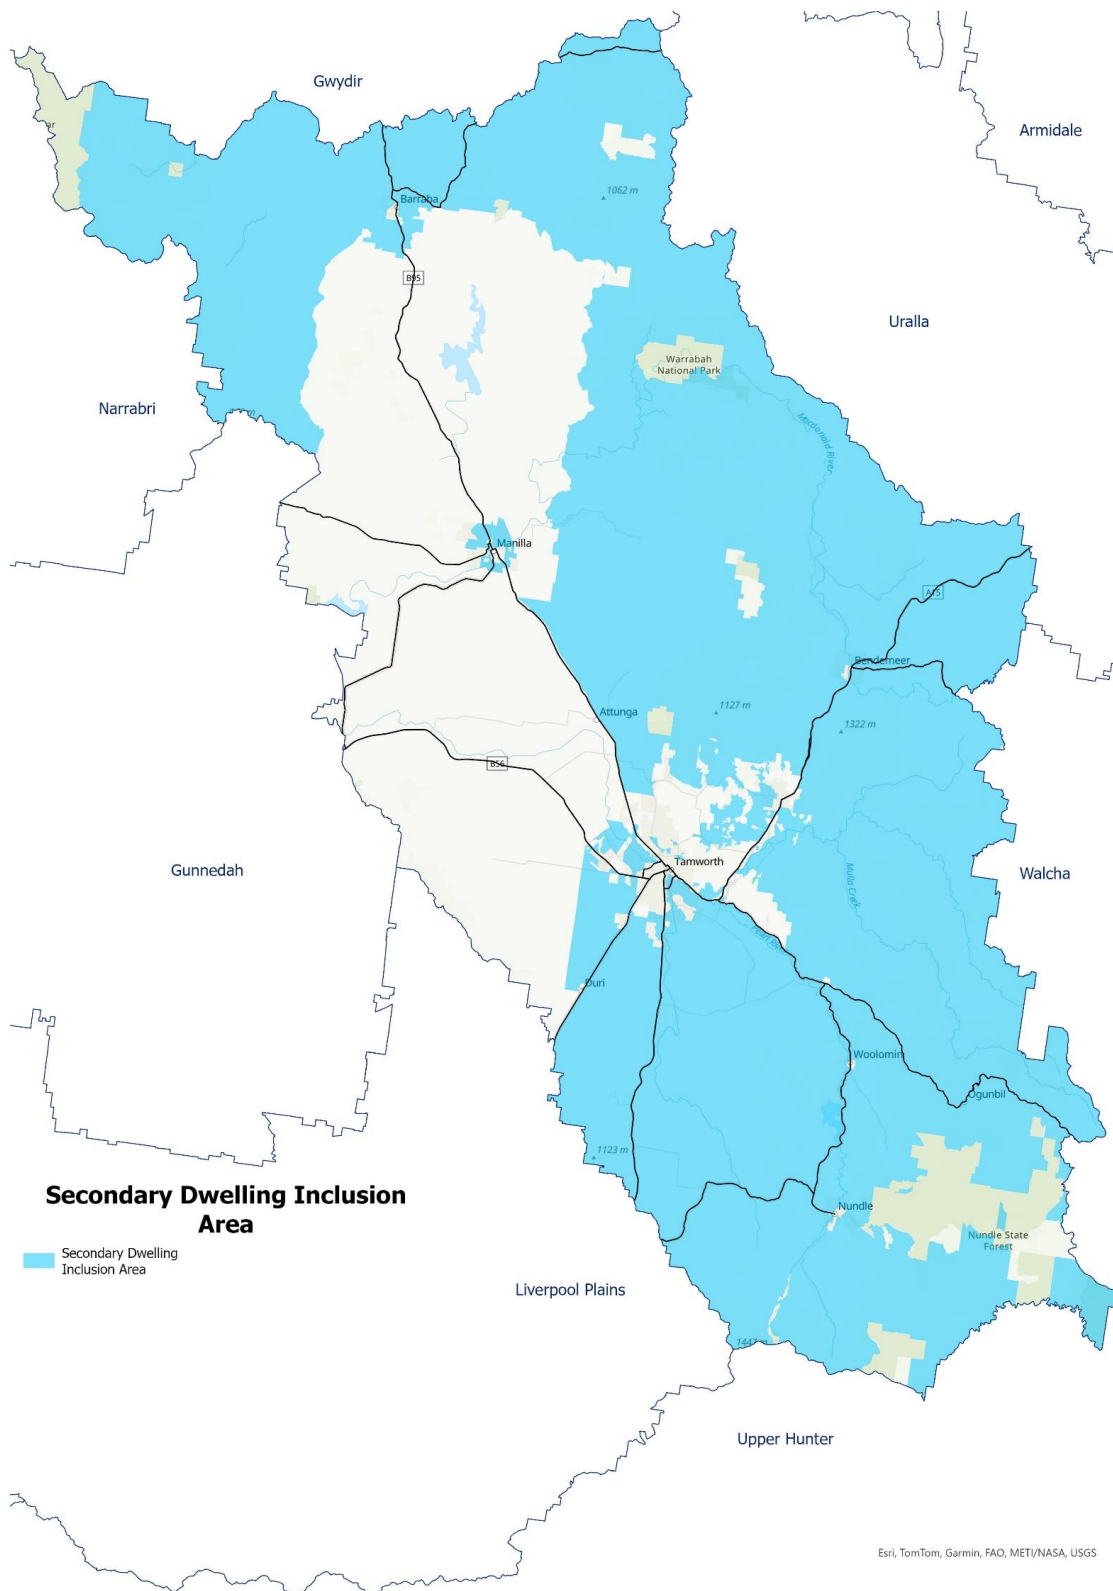 Gwydir
Armidale
ar
1062 m
Barraba
B95
Uralla
Warrabah
National Park
Narrabri
m
Macdonald River
Manilla
A15
Bendemeer
Attunga
1127 m
1322 m
B56
Gunnedah
Tamworth
Walcha
Mulla Creek
Duri
Woolomin
Ogunbil
1123 m
Secondary Dwelling Inclusion
Area
Nundle
Secondary Dwelling
Inclusion Area
Nundle State
Forest
Liverpool Plains
1447 m
Upper Hunter
Esri, TomTom, Garmin, FAO, METI/NASA, USGS